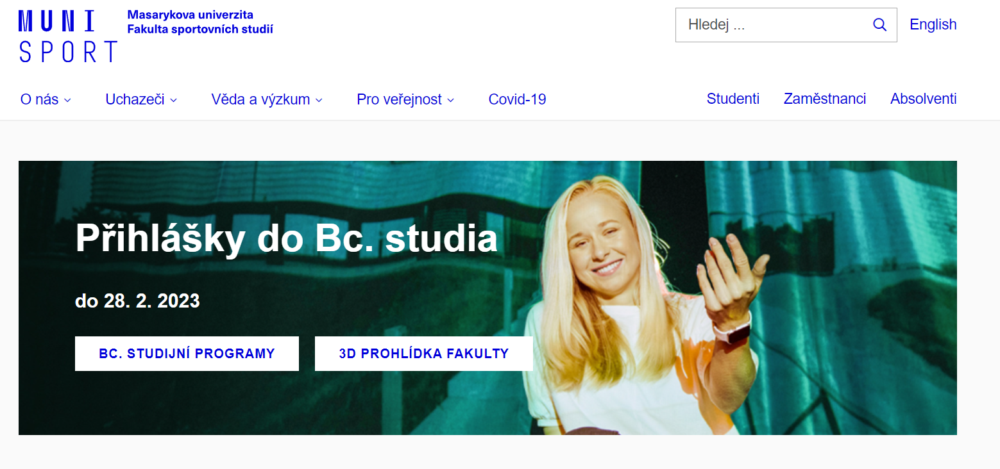 MUNI
SPORT
Masarykova univerzita
Fakulta sportovních studií
Hledej ...
English
O nás
Uchazeči
Věda a výzkum
Pro veřejnost
Covid-19
Studenti
Zaměstnanci
Absolventi
Přihlášky do Bc. studia
do 28. 2. 2023
BC. STUDIJNÍ PROGRAMY
3D PROHLÍDKA FAKULTY